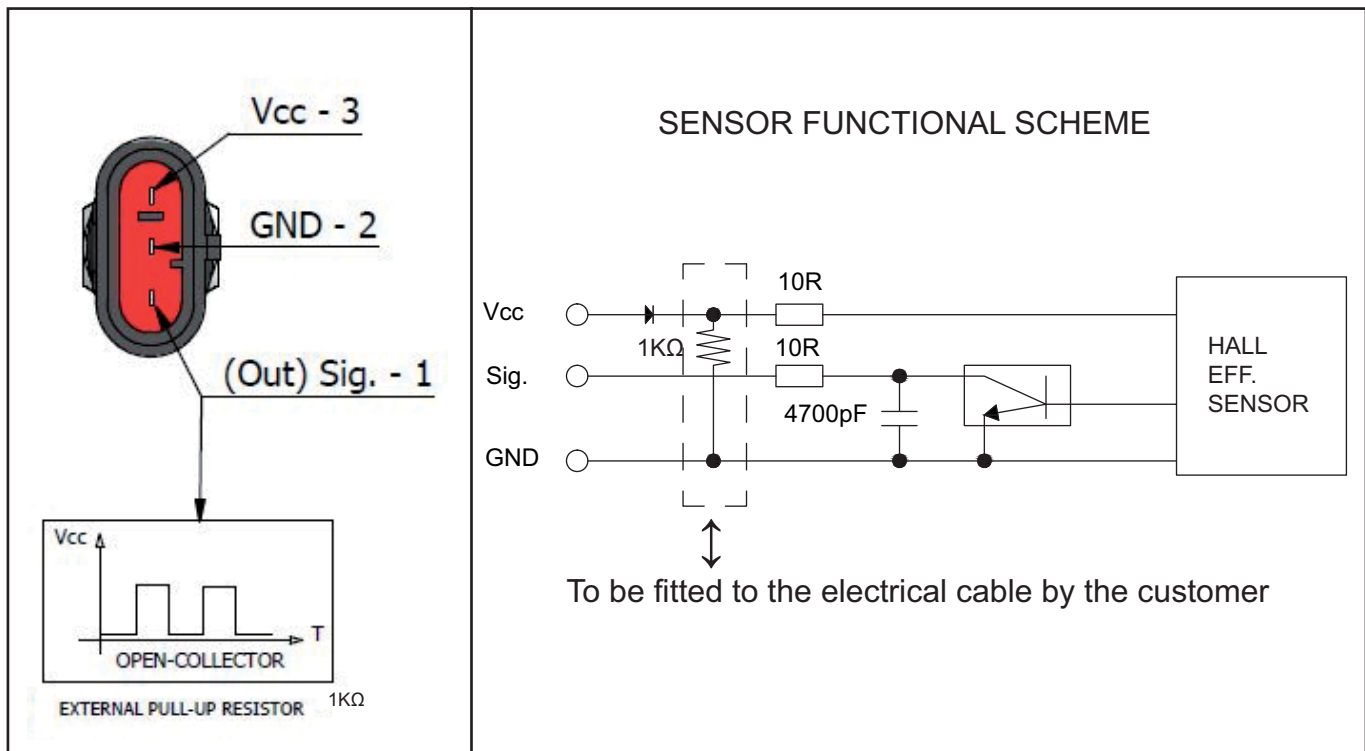 Vcc - 3
GND - 2
(Out) Sig. - 1
Vcc
T
OPEN-COLLECTOR
EXTERNAL PULL-UP RESISTOR 1KΩ
SENSOR FUNCTIONAL SCHEME
Vcc
10R
1KΩ
10R
Sig.
4700pF
GND
HALL
EFF.
SENSOR
To be fitted to the electrical cable by the customer